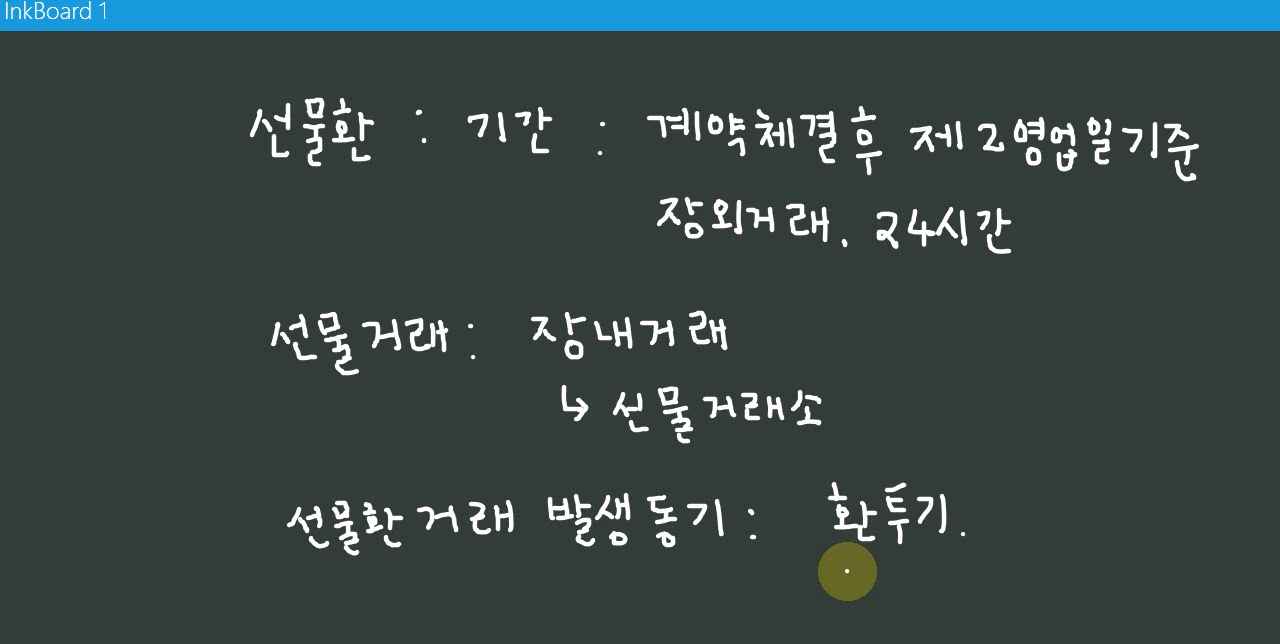 InkBoard 1
선물환 : 기간 : 계약체결후 제2영업일기준
장외거래. 24시간
선물거래 : 장내거래
↳ 선물거래소
선물환거래 발생동기 : 환투기.